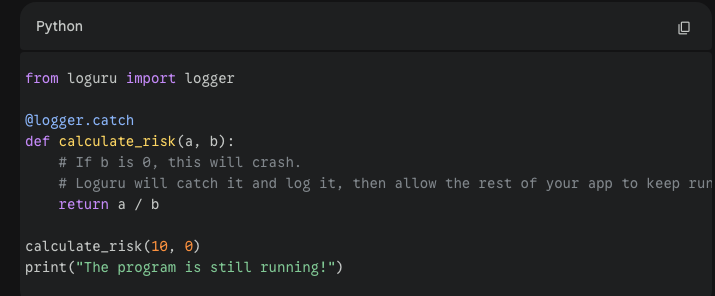 Python
from loguru import logger
@logger.catch
def calculate_risk(a, b):
    # If b is 0, this will crash.
    # Loguru will catch it and log it, then allow the rest of your app to keep run
    return a / b
calculate_risk(10, 0)
print("The program is still running!")